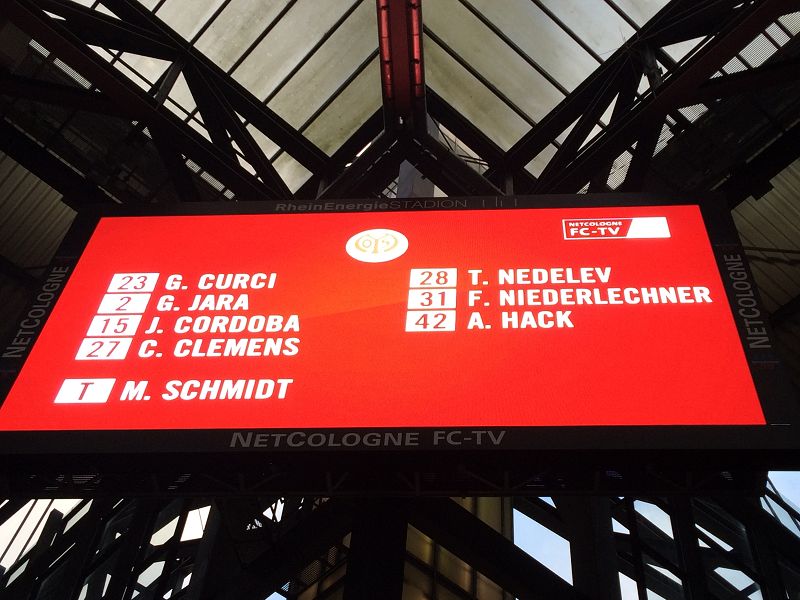 RheinEnergieSTADION
NETCOLOGNE
FC-TV
23 G. CURCI
2 G. JARA
15 J. CORDOBA
27 C. CLEMENS
T M. SCHMIDT
28 T. NEDELEV
31 F. NIEDERLECHNER
42 A. HACK
NETCOLOGNE
NETCOLOGNE
NETCOLOGNE FC-TV